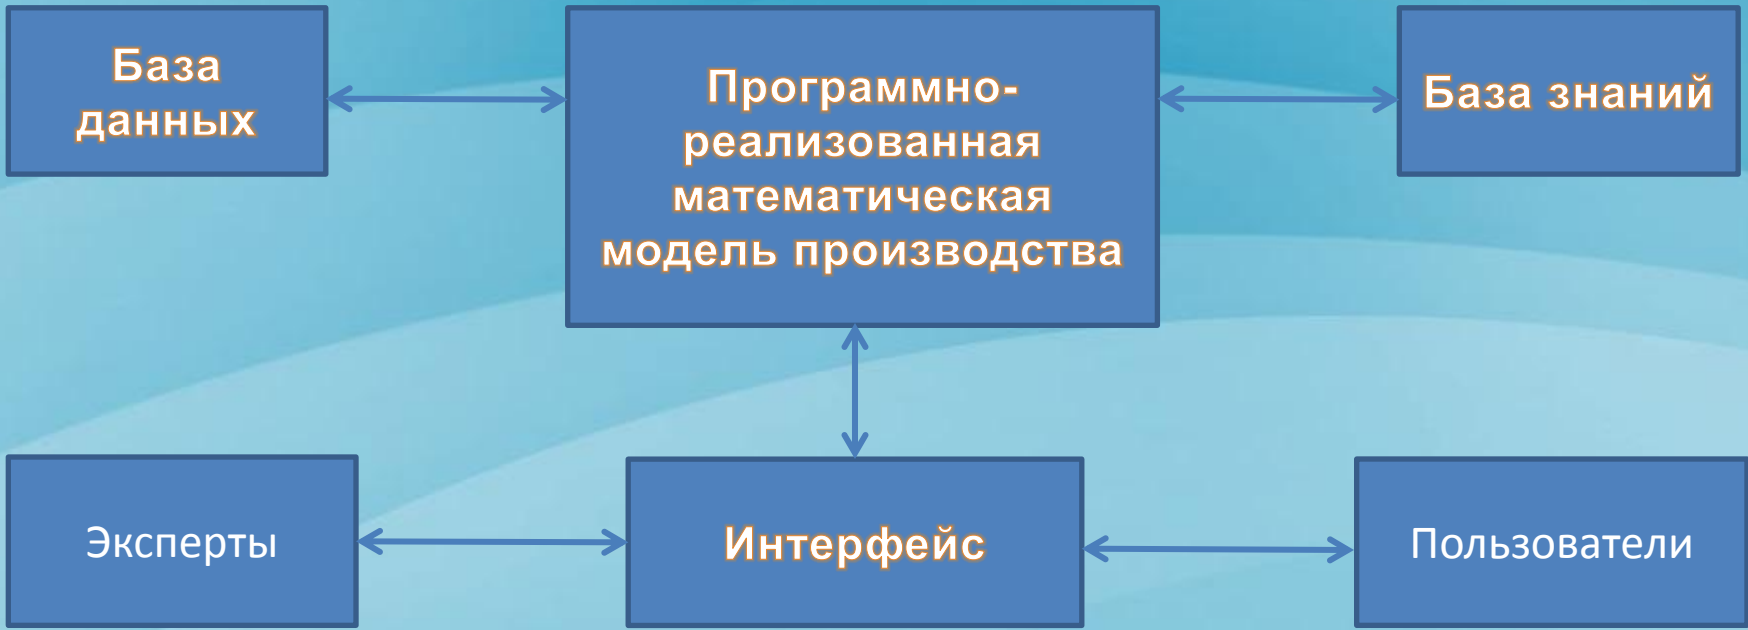 База
данных
Программно-
реализованная
математическая
модель производства
База знаний
Эксперты
Интерфейс
Пользователи